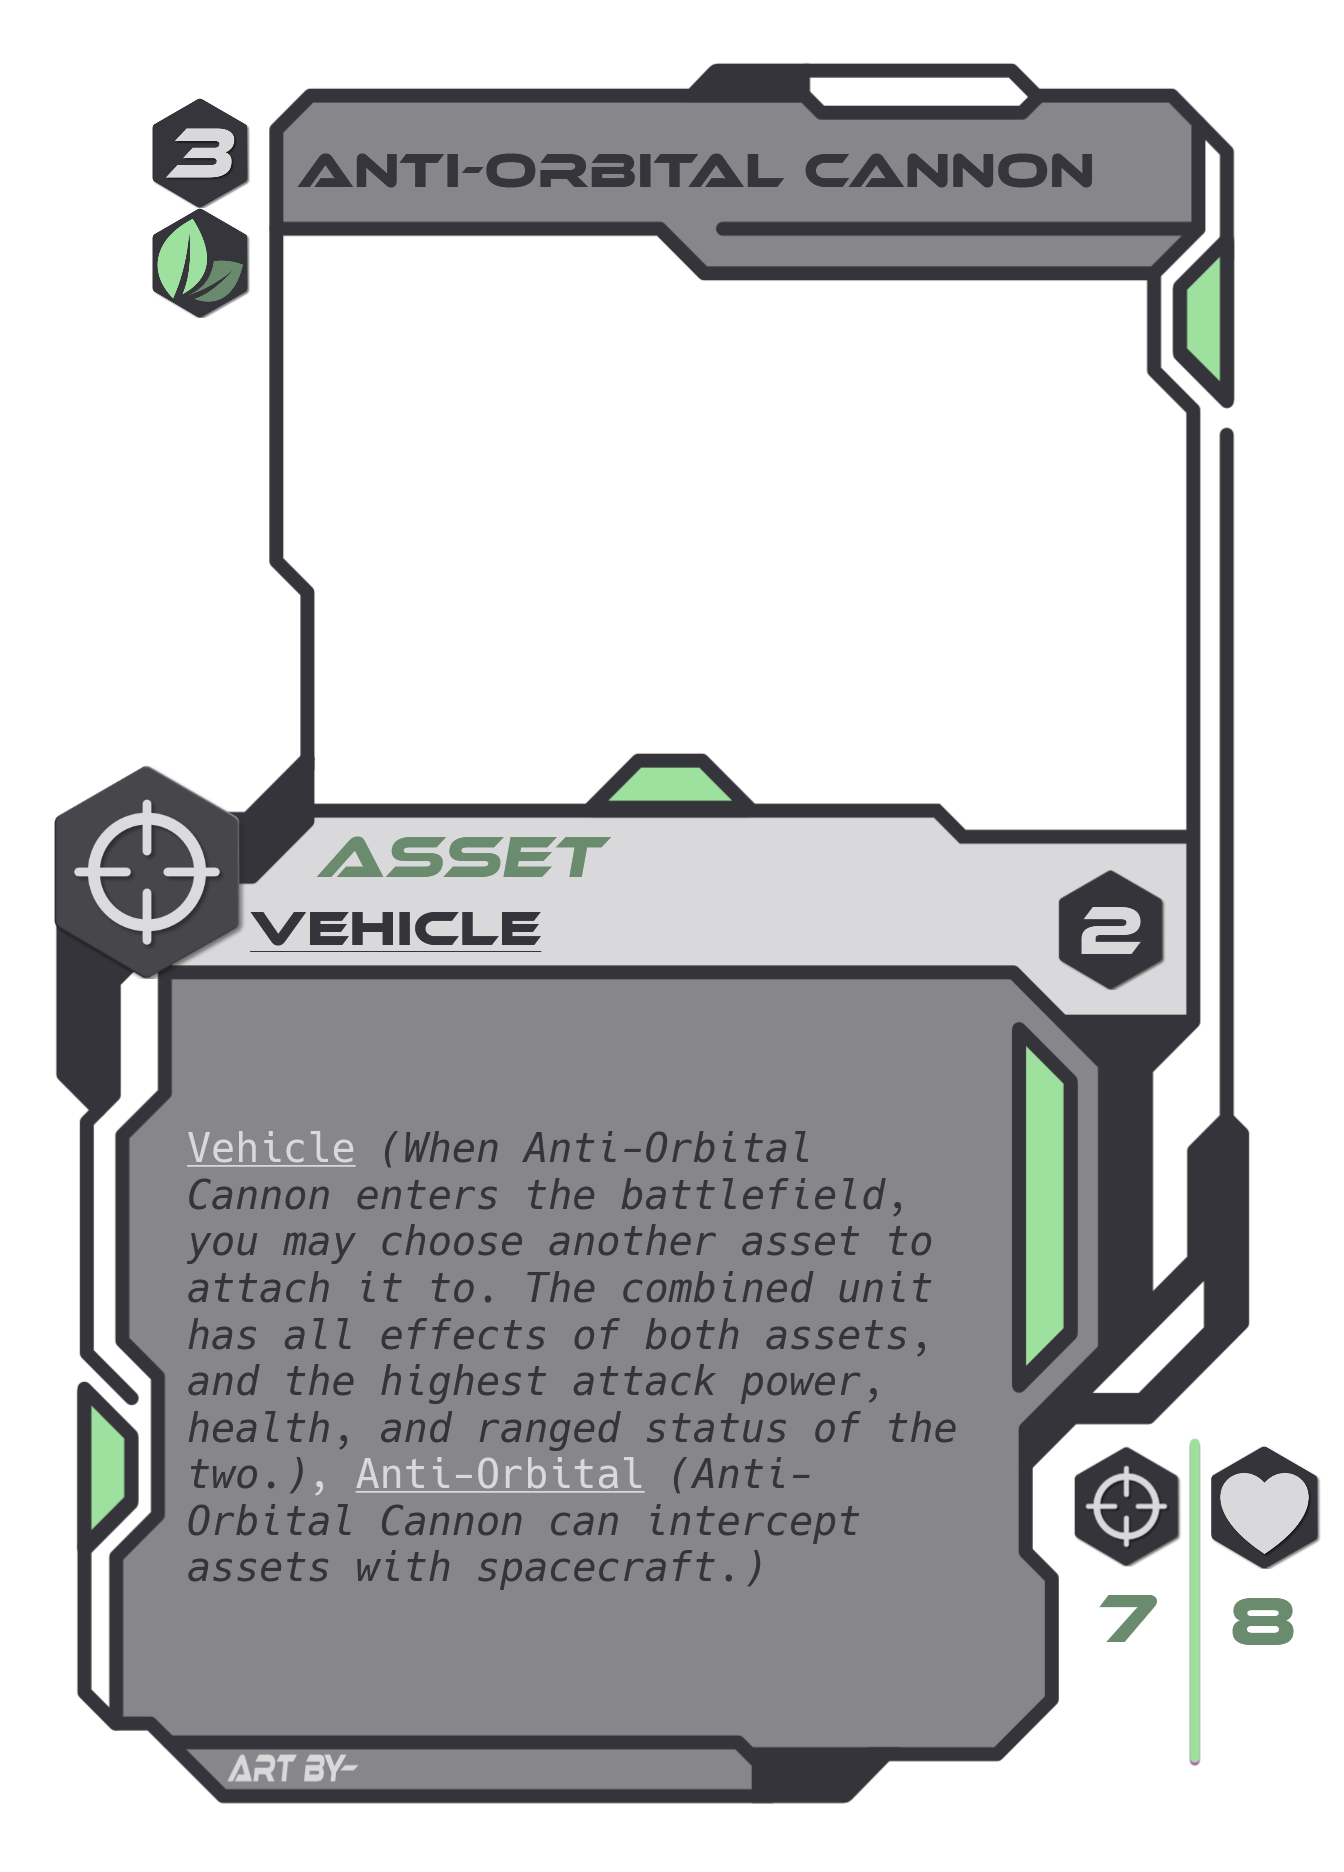 3
ANTI-ORBITAL CANNON
ASSET
VEHICLE
2
Vehicle (When Anti-Orbital
Cannon enters the battlefield,
you may choose another asset to
attach it to. The combined unit
has all effects of both assets,
and the highest attack power,
health, and ranged status of the
two.), Anti-Orbital (Anti-
Orbital Cannon can intercept
assets with spacecraft.)
7
8
ART BY-